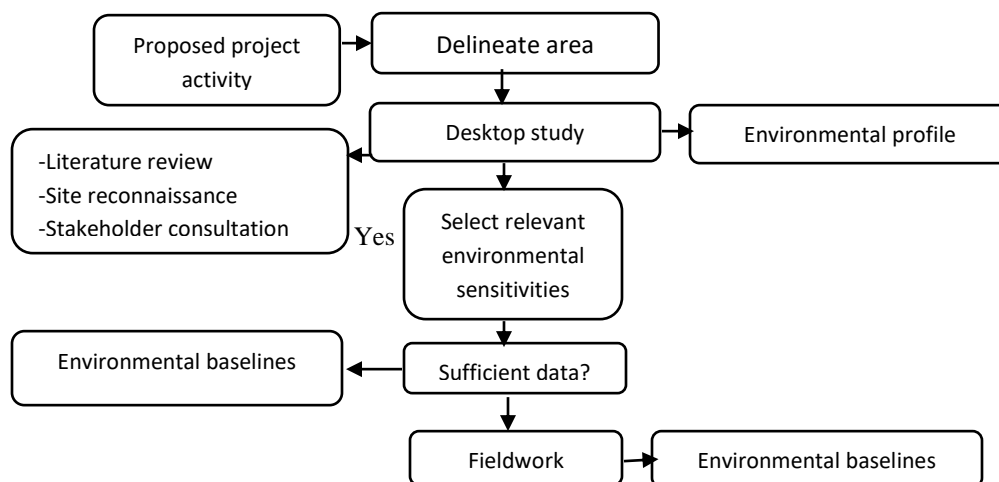 Proposed project
activity
Delineate area
Desktop study
Environmental profile
-Literature review
-Site reconnaissance
-Stakeholder consultation
Yes
Select relevant
environmental
sensitivities
Environmental baselines
Sufficient data?
Fieldwork
Environmental baselines